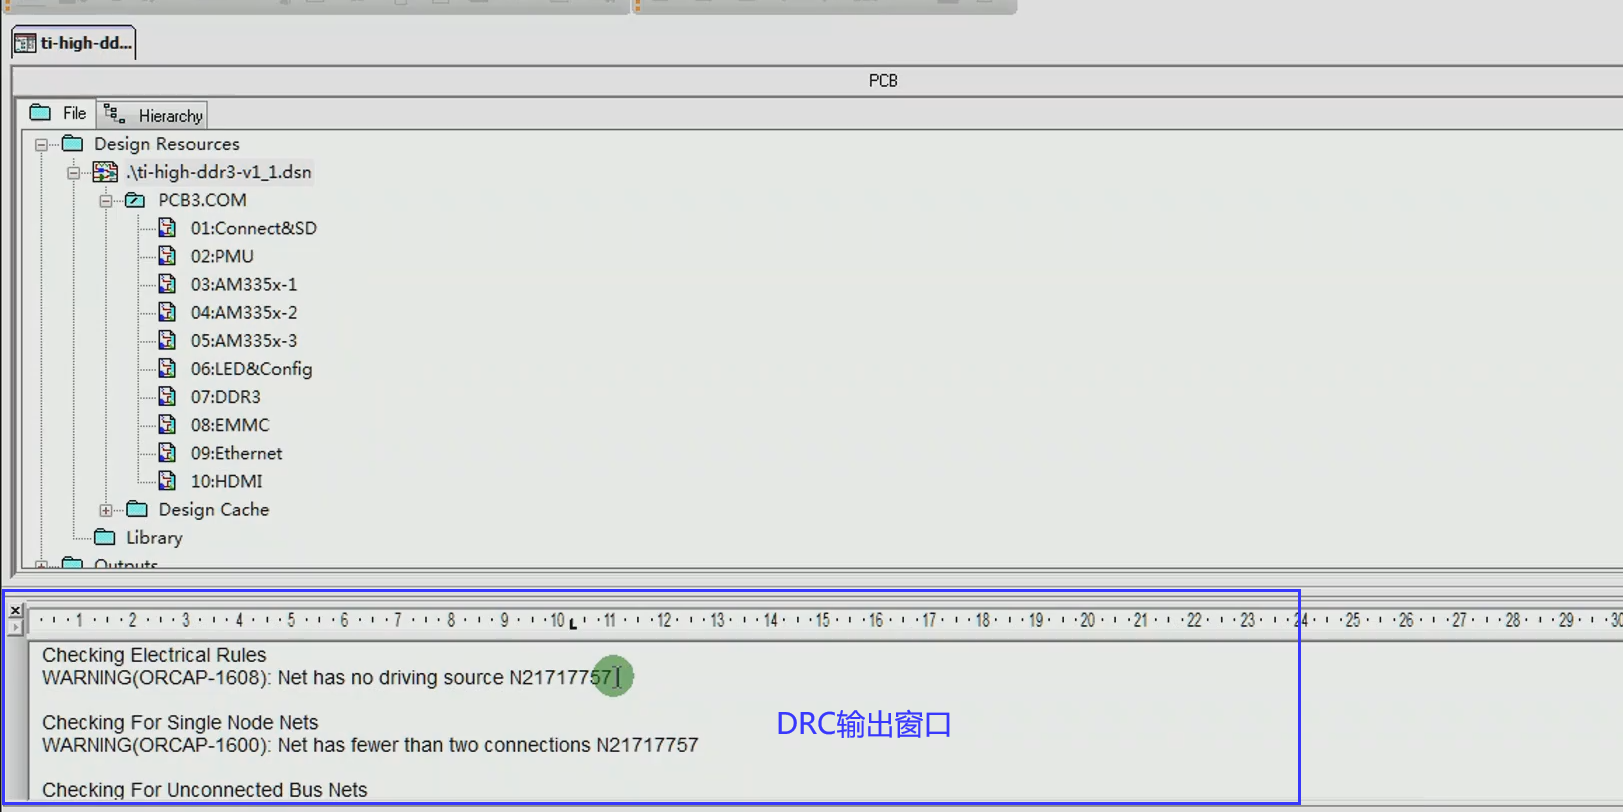 ti-high-dd...
PCB
File
Hierarchy
Design Resources
.\ti-high-ddr3-v1_1.dsn
PCB3.COM
01:Connect&SD
02:PMU
03:AM335x-1
04:AM335x-2
05:AM335x-3
06:LED&Config
07:DDR3
08:EMMC
09:Ethernet
10:HDMI
Design Cache
Library
Outputs
1 2 3 4 5 6 7 8 9 10 11 12 13 14 15 16 17 18 19 20 21 22 23 24 25 26 27 28 29 30
Checking Electrical Rules
WARNING(ORCAP-1608): Net has no driving source N21717757
Checking For Single Node Nets
WARNING(ORCAP-1600): Net has fewer than two connections N21717757
DRC输出窗口
Checking For Unconnected Bus Nets